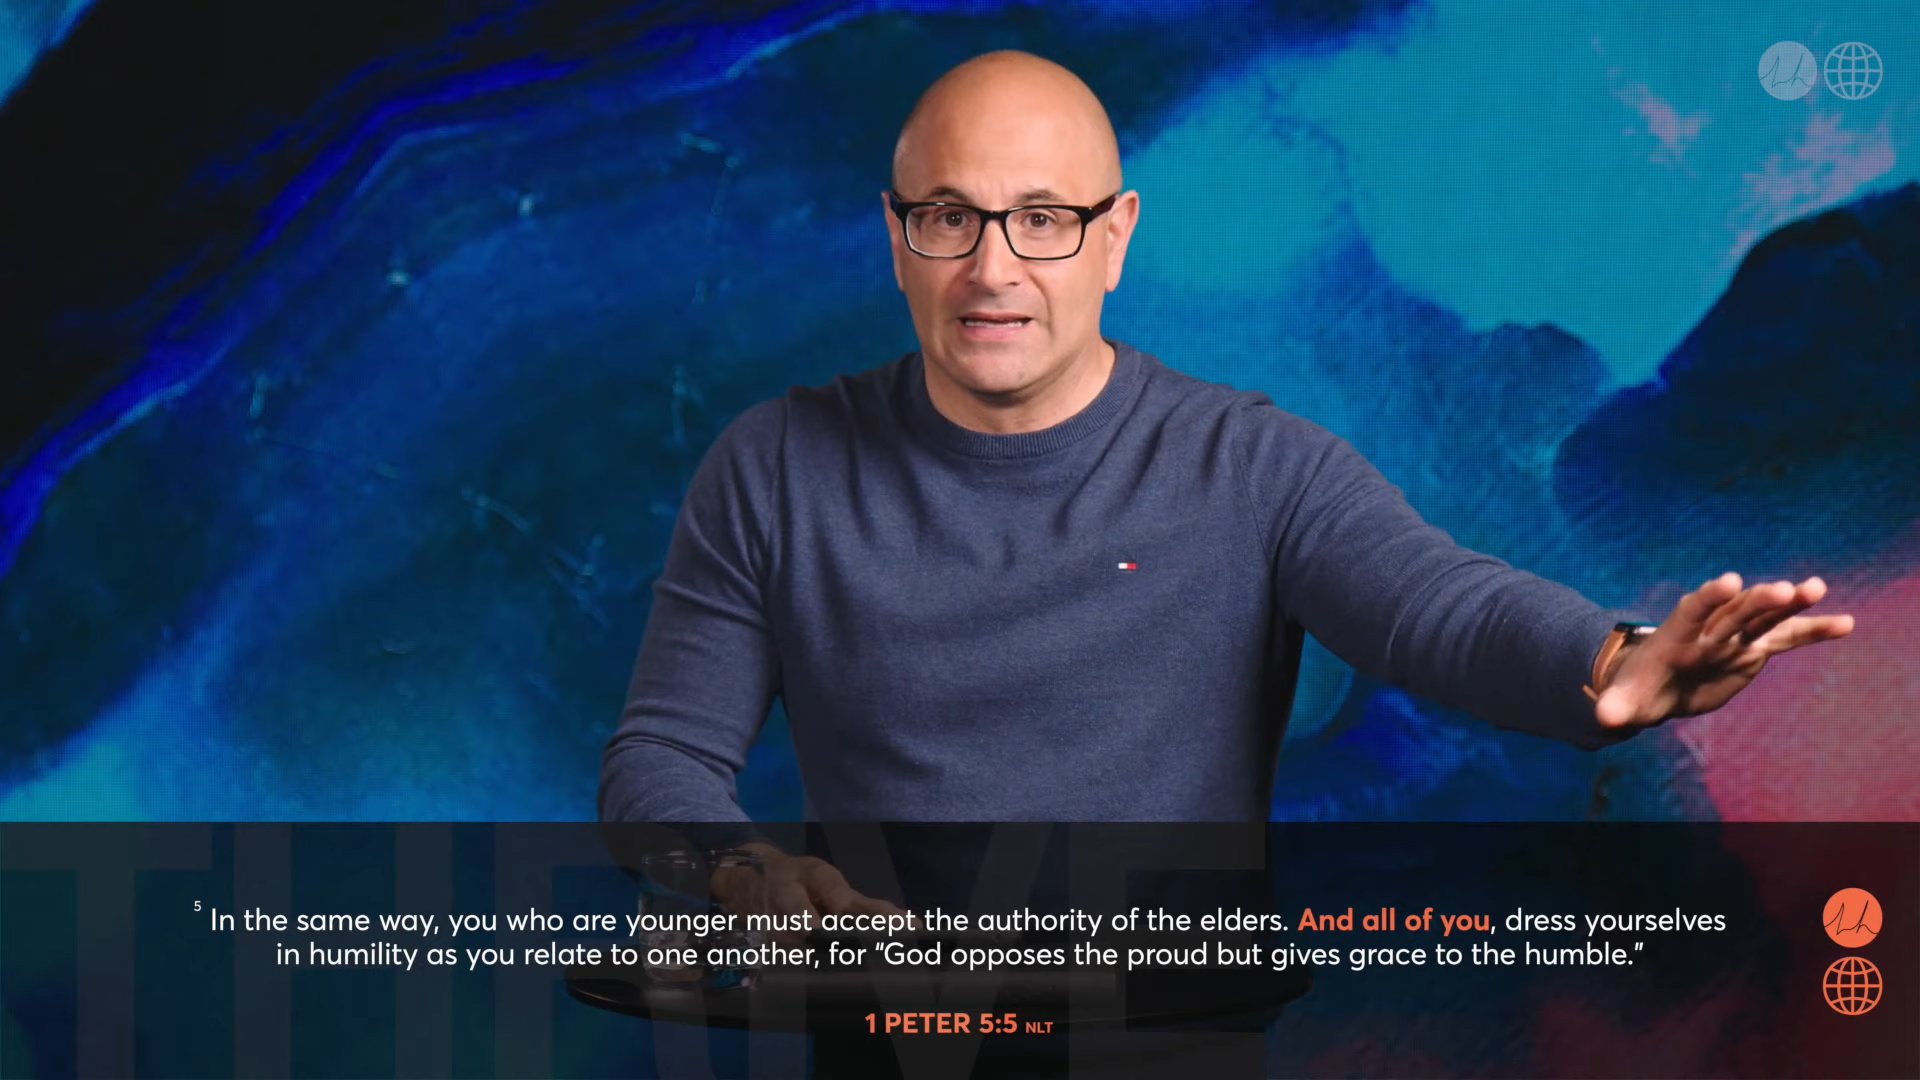 5 In the same way, you who are younger must accept the authority of the elders. And all of you, dress yourselves
in humility as you relate to one another, for “God opposes the proud but gives grace to the humble.”
1 PETER 5:5 NLT
THRIVE